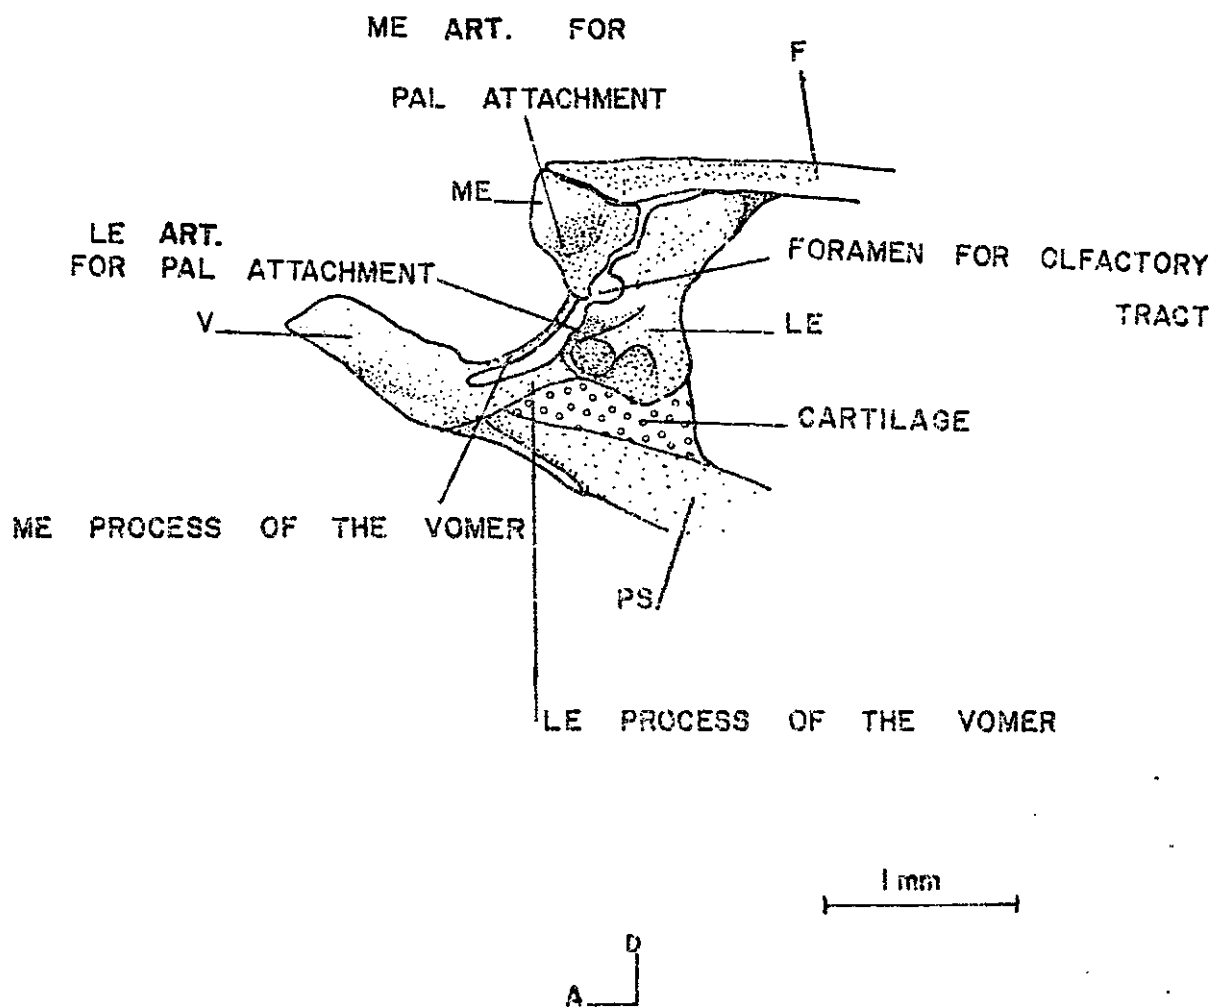 ME ART. FOR
F
PAL ATTACHMENT
ME
LE ART.
FOR PAL ATTACHMENT
FORAMEN FOR OLFACTORY
TRACT
V
LE
CARTILAGE
ME PROCESS OF THE VOMER
PS
LE PROCESS OF THE VOMER
1 mm
D
A